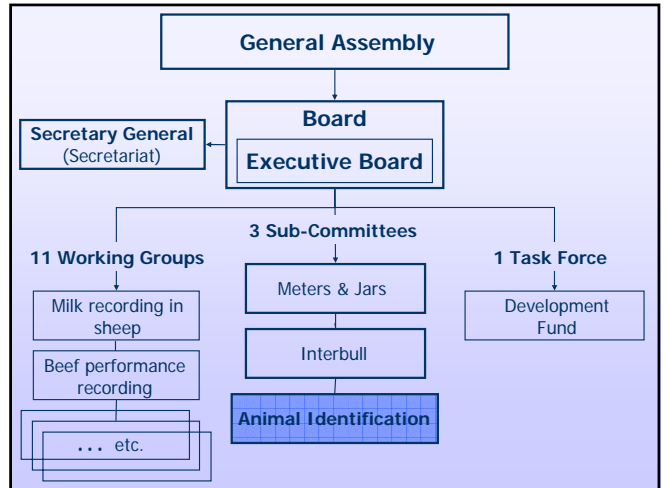 General Assembly
Board
Executive Board
Secretary General
(Secretariat)
11 Working Groups
Milk recording in
sheep
Beef performance
recording
... etc.
3 Sub-Committees
Meters & Jars
Interbull
Animal Identification
1 Task Force
Development
Fund